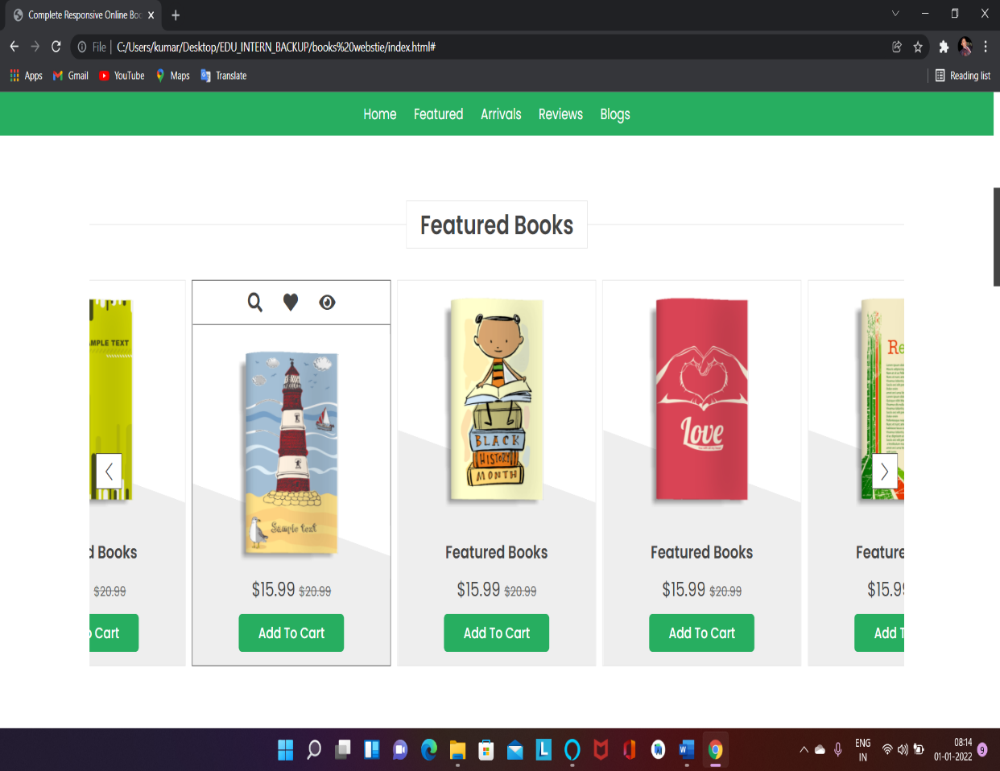 Complete Responsive Online Boo
File
C:/Users/kumar/Desktop/EDU_INTERN_BACKUP/books%20webstie/index.html#
Apps Gmail YouTube Maps Translate Reading list
Home Featured Arrivals Reviews Blogs
Featured Books
AMPLE TEXT
Sample text
BLACK
HISTORY
MONTH
Love
Re
d Books Featured Books Featured Books Feature
$20.99 $15.99 $20.99 $15.99 $20.99 $15.99 $20.99 $15.9
o Cart Add To Cart Add To Cart Add To Cart Add T
ENG
IN
08:14
01-01-2022
9